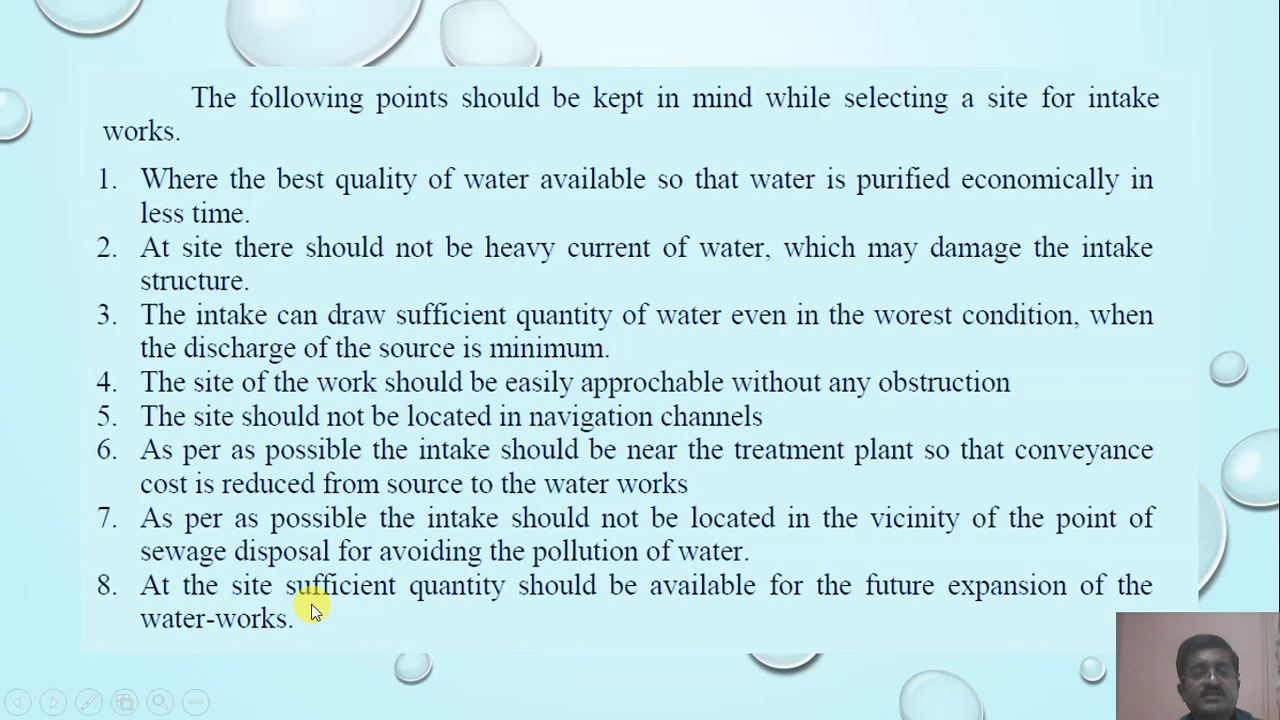 The following points should be kept in mind while selecting a site for intake
works.
1. Where the best quality of water available so that water is purified economically in
less time.
2. At site there should not be heavy current of water, which may damage the intake
structure.
3. The intake can draw sufficient quantity of water even in the worest condition, when
the discharge of the source is minimum.
4. The site of the work should be easily approchable without any obstruction
5. The site should not be located in navigation channels
6. As per as possible the intake should be near the treatment plant so that conveyance
cost is reduced from source to the water works
7. As per as possible the intake should not be located in the vicinity of the point of
sewage disposal for avoiding the pollution of water.
8. At the site sufficient quantity should be available for the future expansion of the
water-works.